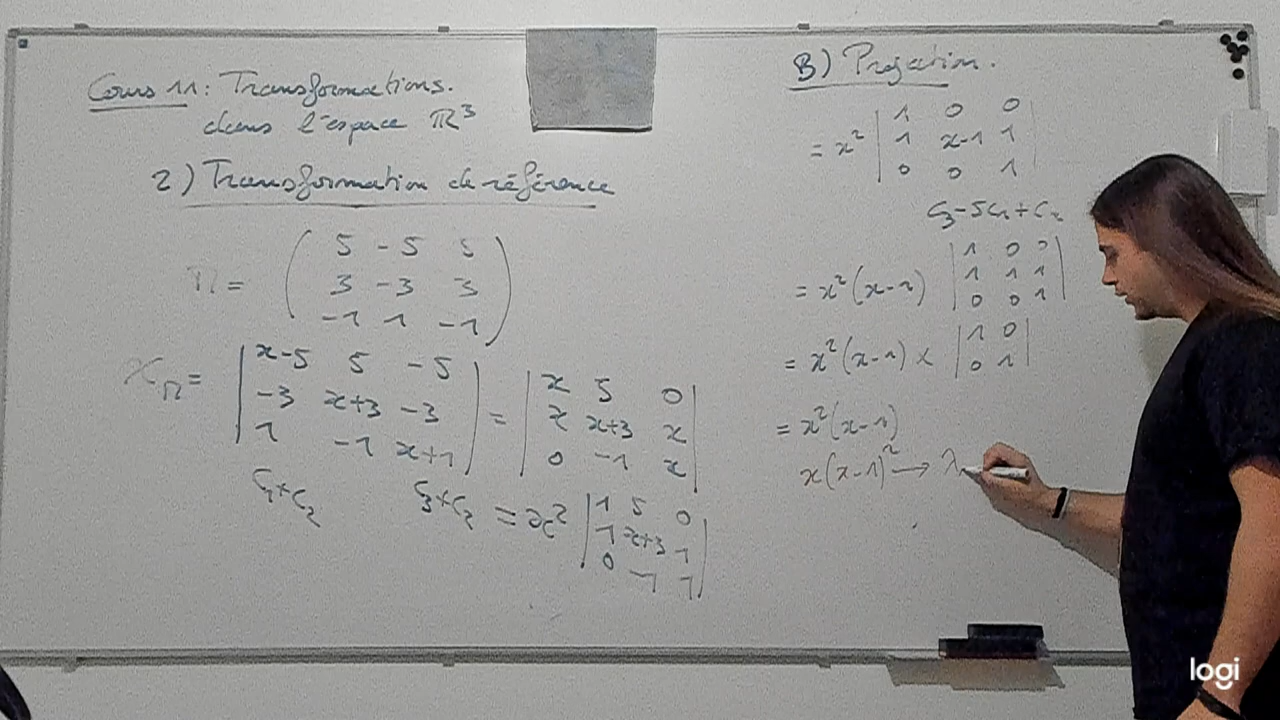 Cours 11: Transformations.
dans l'espace ℝ³
2) Transformation de référence
M = ( 5 -5 5
3 -3 3
-1 1 -1 )
χ_M = | x-5 5 -5 | = | x 5 0 |
| -3 x+3 -3 | | x x+3 x |
| 1 -1 x+1 | | 0 -1 x |
C₁+C₂ C₃+C₂
= x² | 1 5 0 |
| 1 x+3 1 |
| 0 -1 1 |
B) Projection.
= x² | 1 0 0 |
| 1 x-1 1 |
| 0 0 1 |
C₂-5C₁+C₂
= x²(x-1) | 1 0 0 |
| 1 1 1 |
| 0 0 1 |
= x²(x-1) × | 1 0 |
| 0 1 |
= x²(x-1)
x(x-1)² → λ
logi